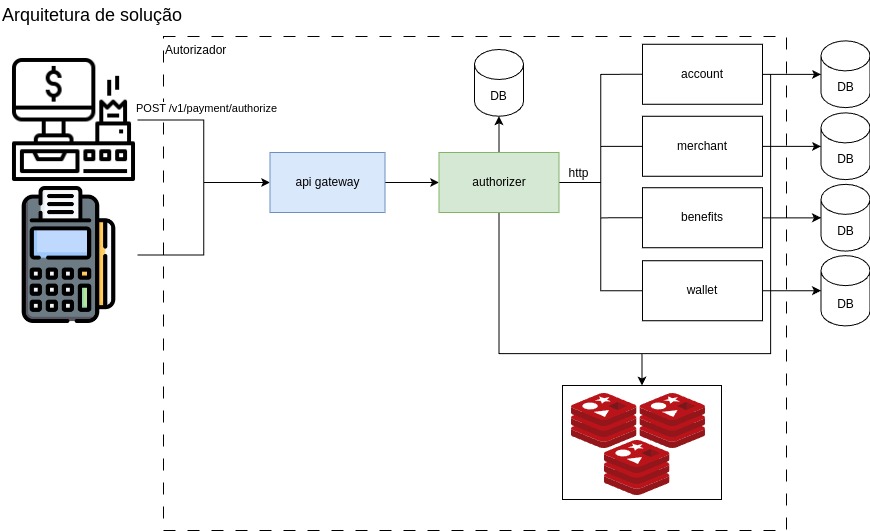 Arquitetura de solução
Autorizador
$
POST /v1/payment/authorize
DB
account
DB
merchant
DB
http
api gateway
authorizer
benefits
DB
wallet
DB